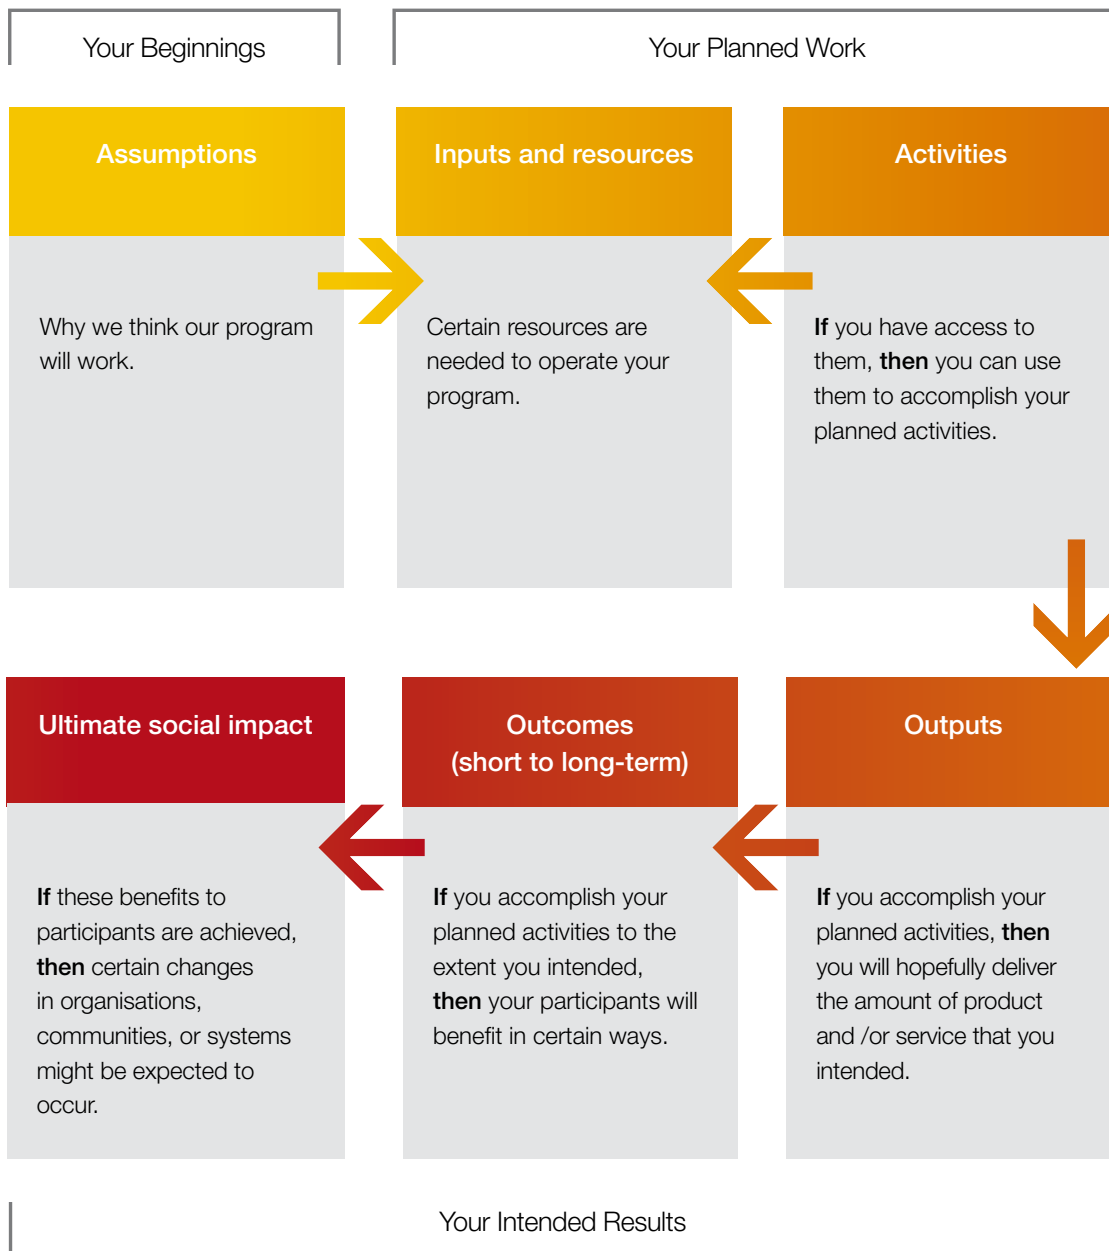 Your Beginnings
Your Planned Work
Assumptions
Why we think our program
will work.
Inputs and resources
Certain resources are
needed to operate your
program.
Activities
If you have access to
them, then you can use
them to accomplish your
planned activities.
Outputs
If you accomplish your
planned activities, then
you will hopefully deliver
the amount of product
and /or service that you
intended.
Outcomes
(short to long-term)
If you accomplish your
planned activities to the
extent you intended,
then your participants will
benefit in certain ways.
Ultimate social impact
If these benefits to
participants are achieved,
then certain changes
in organisations,
communities, or systems
might be expected to
occur.
Your Intended Results